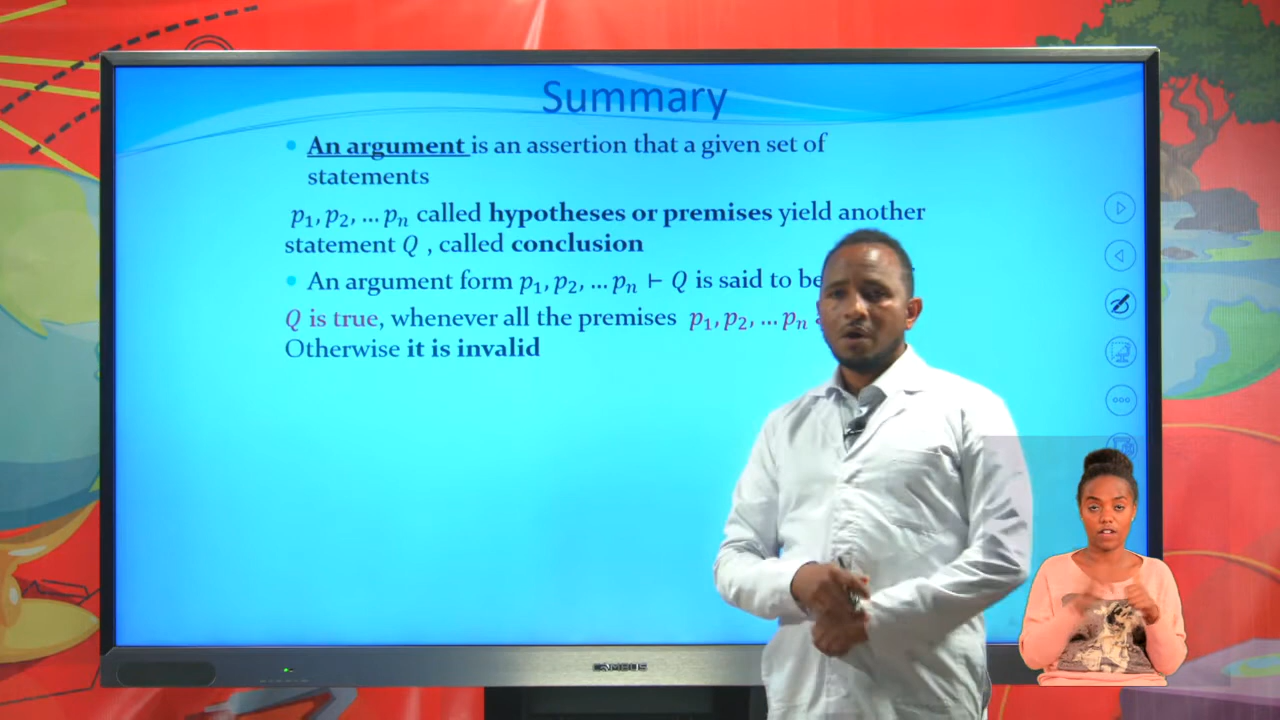 Summary
An argument is an assertion that a given set of
statements
p₁, p₂, … pₙ called hypotheses or premises yield another
statement Q , called conclusion
An argument form p₁, p₂, … pₙ ⊢ Q is said to be
Q is true, whenever all the premises p₁, p₂, … pₙ
Otherwise it is invalid